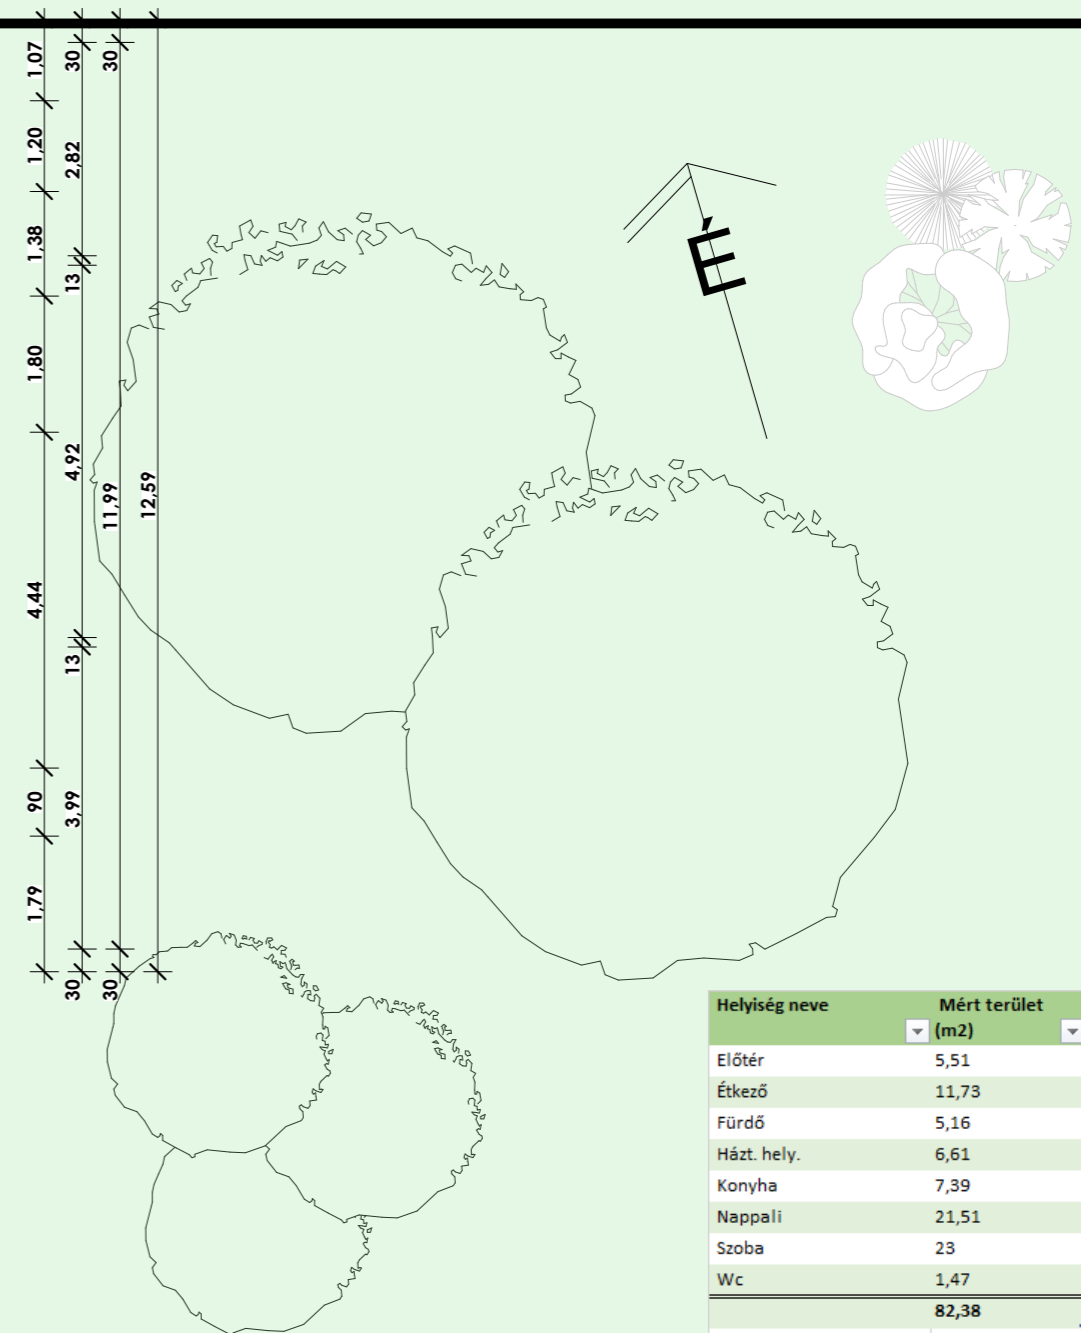 1,07
1,20
1,38
1,80
4,44
90
1,79
30
2,82
13
4,92
13
3,99
30
30
11,99
30
12,59
É
Helyiség neve Mért terület (m2)
Előtér 5,51
Étkező 11,73
Fürdő 5,16
Házt. hely. 6,61
Konyha 7,39
Nappali 21,51
Szoba 23
Wc 1,47
82,38